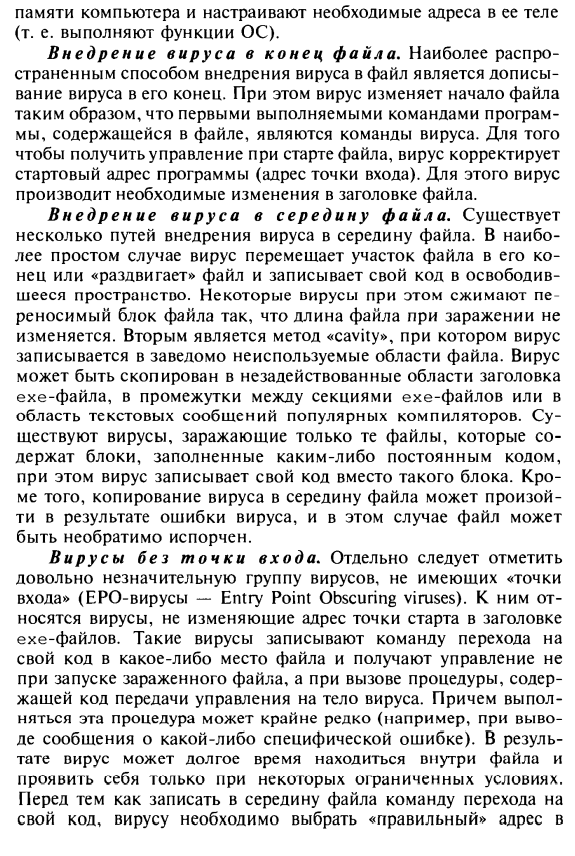 памяти компьютера и настраивают необходимые адреса в ее теле
(т. е. выполняют функции ОС).
Внедрение вируса в конец файла. Наиболее распро-
страненным способом внедрения вируса в файл является дописы-
вание вируса в его конец. При этом вирус изменяет начало файла
таким образом, что первыми выполняемыми командами програм-
мы, содержащейся в файле, являются команды вируса. Для того
чтобы получить управление при старте файла, вирус корректирует
стартовый адрес программы (адрес точки входа). Для этого вирус
производит необходимые изменения в заголовке файла.
Внедрение вируса в середину файла. Существует
несколько путей внедрения вируса в середину файла. В наибо-
лее простом случае вирус перемещает участок файла в его ко-
нец или «раздвигает» файл и записывает свой код в освободив-
шееся пространство. Некоторые вирусы при этом сжимают пе-
реносимый блок файла так, что длина файла при заражении не
изменяется. Вторым является метод «cavity», при котором вирус
записывается в заведомо неиспользуемые области файла. Вирус
может быть скопирован в незадействованные области заголовка
exe-файла, в промежутки между секциями exe-файлов или в
область текстовых сообщений популярных компиляторов. Су-
ществуют вирусы, заражающие только те файлы, которые со-
держат блоки, заполненные каким-либо постоянным кодом,
при этом вирус записывает свой код вместо такого блока. Кро-
ме того, копирование вируса в середину файла может произой-
ти в результате ошибки вируса, и в этом случае файл может
быть необратимо испорчен.
Вирусы без точки входа. Отдельно следует отметить
довольно незначительную группу вирусов, не имеющих «точки
входа» (EPO-вирусы — Entry Point Obscuring viruses). К ним от-
носятся вирусы, не изменяющие адрес точки старта в заголовке
exe-файлов. Такие вирусы записывают команду перехода на
свой код в какое-либо место файла и получают управление не
при запуске зараженного файла, а при вызове процедуры, содер-
жащей код передачи управления на тело вируса. Причем выпол-
няться эта процедура может крайне редко (например, при выво-
де сообщения о какой-либо специфической ошибке). В резуль-
тате вирус может долгое время находиться внутри файла и
проявить себя только при некоторых ограниченных условиях.
Перед тем как записать в середину файла команду перехода на
свой код, вирусу необходимо выбрать «правильный» адрес в